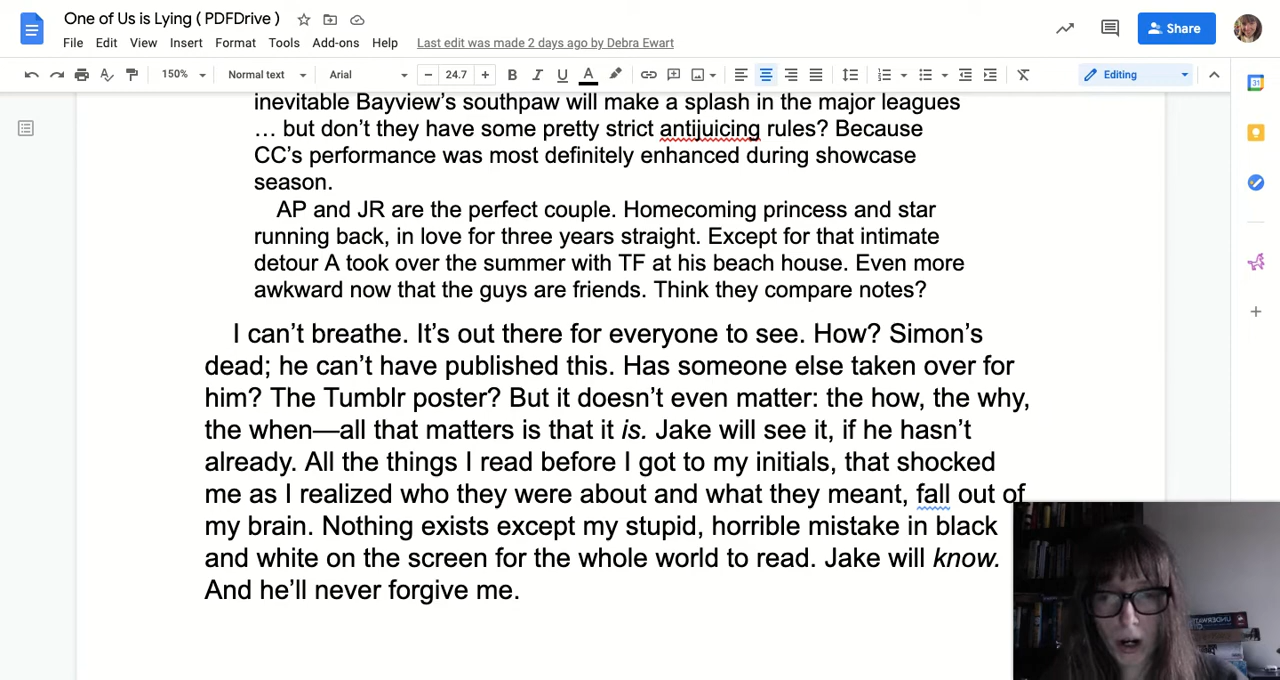 One of Us is Lying ( PDFDrive )
File Edit View Insert Format Tools Add-ons Help Last edit was made 2 days ago by Debra Ewart
Share
150% Normal text Arial − 24.7 + B I U A Editing
inevitable Bayview’s southpaw will make a splash in the major leagues
… but don’t they have some pretty strict antijuicing rules? Because
CC’s performance was most definitely enhanced during showcase
season.
AP and JR are the perfect couple. Homecoming princess and star
running back, in love for three years straight. Except for that intimate
detour A took over the summer with TF at his beach house. Even more
awkward now that the guys are friends. Think they compare notes?
I can’t breathe. It’s out there for everyone to see. How? Simon’s
dead; he can’t have published this. Has someone else taken over for
him? The Tumblr poster? But it doesn’t even matter: the how, the why,
the when—all that matters is that it is. Jake will see it, if he hasn’t
already. All the things I read before I got to my initials, that shocked
me as I realized who they were about and what they meant, fall out of
my brain. Nothing exists except my stupid, horrible mistake in black
and white on the screen for the whole world to read. Jake will know.
And he’ll never forgive me.